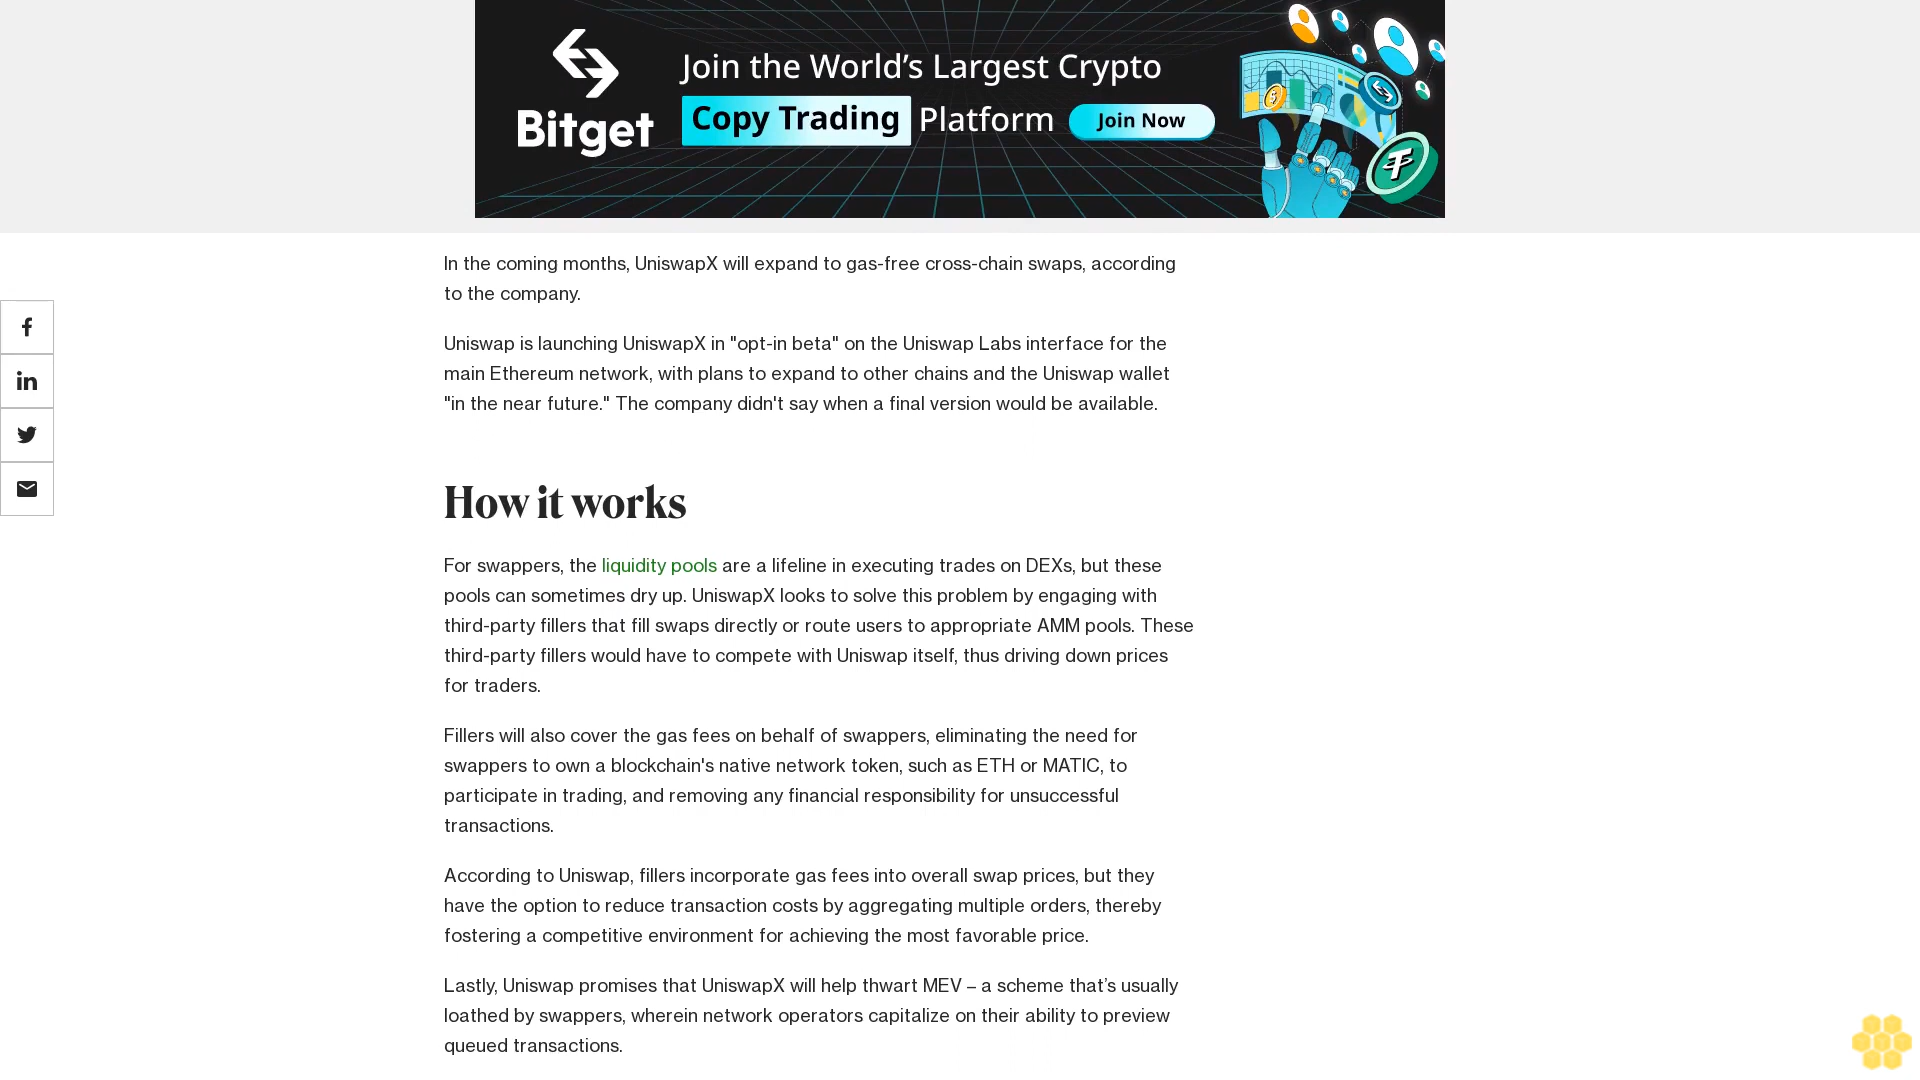 Bitget
Join the World’s Largest Crypto
Copy Trading Platform Join Now
In the coming months, UniswapX will expand to gas-free cross-chain swaps, according
to the company.
Uniswap is launching UniswapX in "opt-in beta" on the Uniswap Labs interface for the
main Ethereum network, with plans to expand to other chains and the Uniswap wallet
"in the near future." The company didn't say when a final version would be available.
How it works
For swappers, the liquidity pools are a lifeline in executing trades on DEXs, but these
pools can sometimes dry up. UniswapX looks to solve this problem by engaging with
third-party fillers that fill swaps directly or route users to appropriate AMM pools. These
third-party fillers would have to compete with Uniswap itself, thus driving down prices
for traders.
Fillers will also cover the gas fees on behalf of swappers, eliminating the need for
swappers to own a blockchain's native network token, such as ETH or MATIC, to
participate in trading, and removing any financial responsibility for unsuccessful
transactions.
According to Uniswap, fillers incorporate gas fees into overall swap prices, but they
have the option to reduce transaction costs by aggregating multiple orders, thereby
fostering a competitive environment for achieving the most favorable price.
Lastly, Uniswap promises that UniswapX will help thwart MEV – a scheme that’s usually
loathed by swappers, wherein network operators capitalize on their ability to preview
queued transactions.